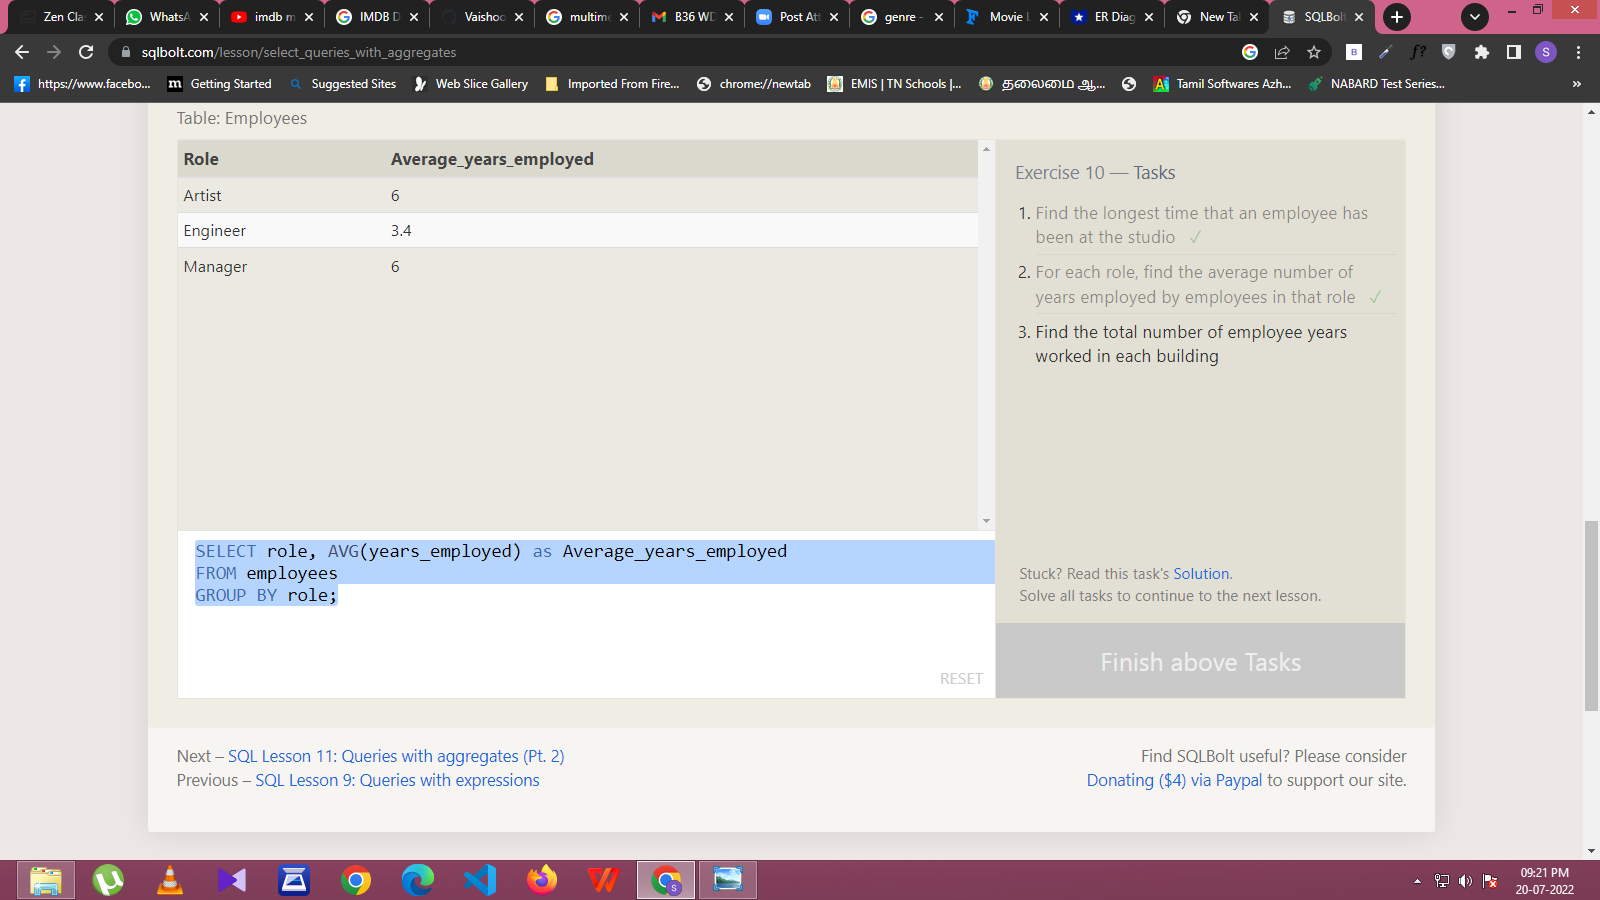 Zen Cla
WhatsA
imdb m
IMDB D
Vaishoo
multime
B36 WD
Post Att
genre -
Movie L
ER Diag
New Tab
SQLBolt
sqlbolt.com/lesson/select_queries_with_aggregates
https://www.facebo...
Getting Started
Suggested Sites
Web Slice Gallery
Imported From Fire...
chrome://newtab
EMIS | TN Schools |...
தலைமை ஆ...
Tamil Softwares Azh...
NABARD Test Series...
»
Table: Employees
Role Average_years_employed
Artist 6
Engineer 3.4
Manager 6
SELECT role, AVG(years_employed) as Average_years_employed
FROM employees
GROUP BY role;
RESET
Exercise 10 — Tasks
1. Find the longest time that an employee has
been at the studio ✓
2. For each role, find the average number of
years employed by employees in that role ✓
3. Find the total number of employee years
worked in each building
Stuck? Read this task's Solution.
Solve all tasks to continue to the next lesson.
Finish above Tasks
Next – SQL Lesson 11: Queries with aggregates (Pt. 2)
Previous – SQL Lesson 9: Queries with expressions
Find SQLBolt useful? Please consider
Donating ($4) via Paypal to support our site.
09:21 PM
20-07-2022